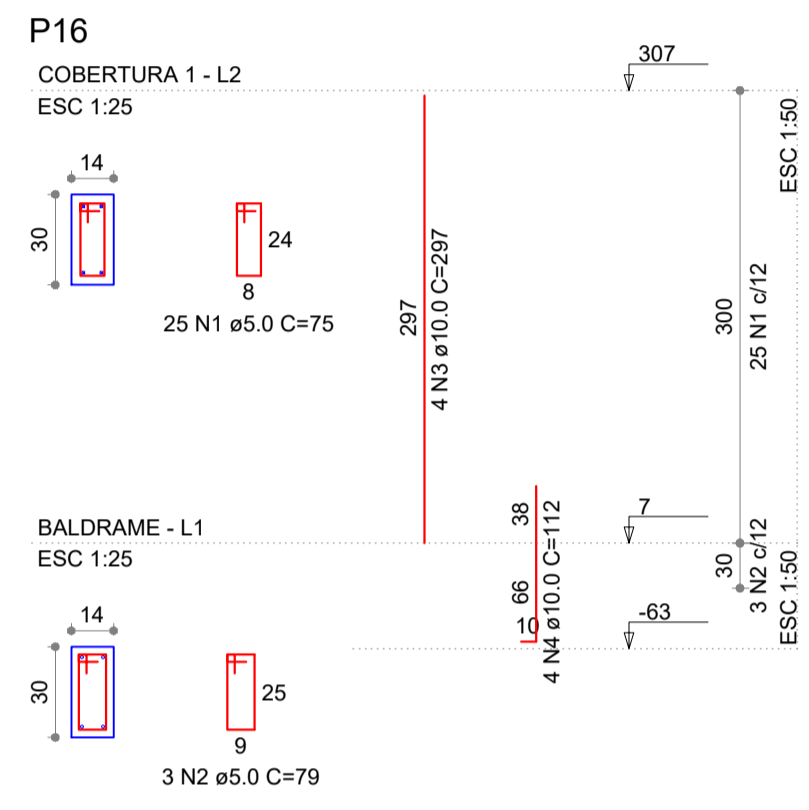 P16
COBERTURA 1 - L2
ESC 1:25
307
ESC 1:50
14
30
24
8
25 N1 ø5.0 C=75
297
4 N3 ø10.0 C=297
300
25 N1 c/12
BALDRAME - L1
ESC 1:25
38
66
10
4 N4 ø10.0 C=112
7
30
3 N2 c/12
ESC 1:50
-63
14
30
25
9
3 N2 ø5.0 C=79